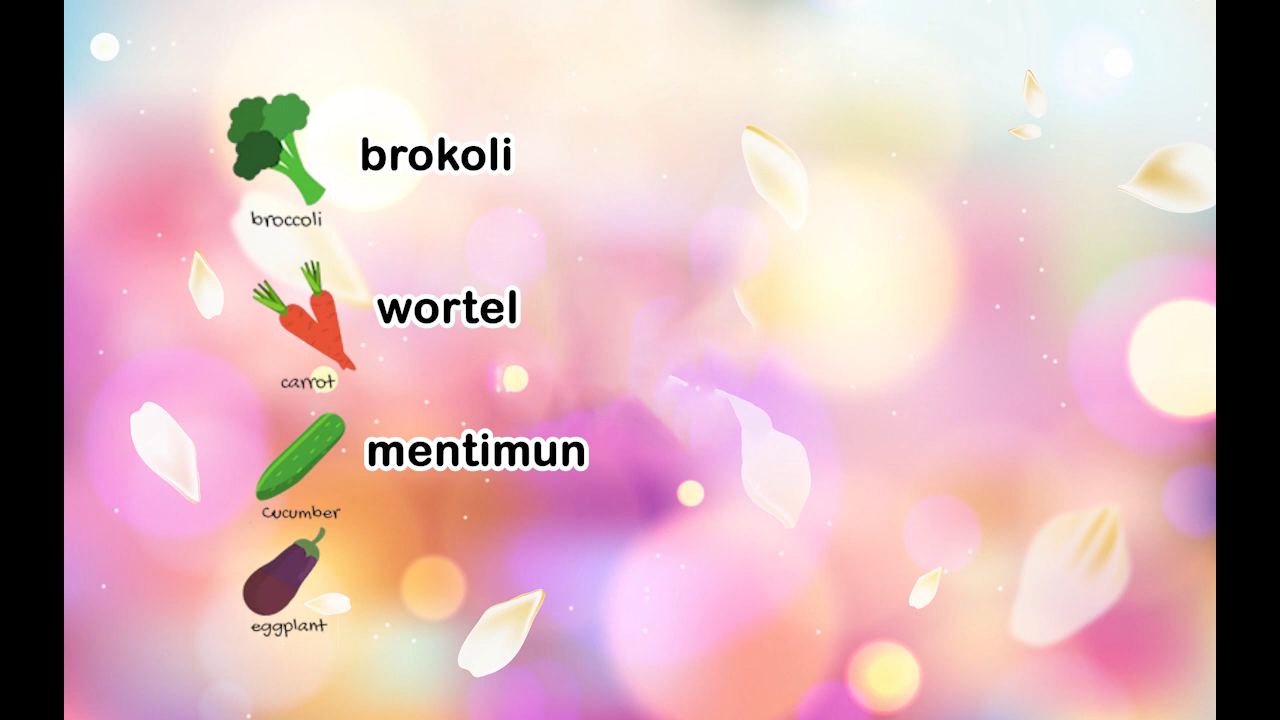 brokoli
broccoli
wortel
carrot
mentimun
cucumber
eggplant